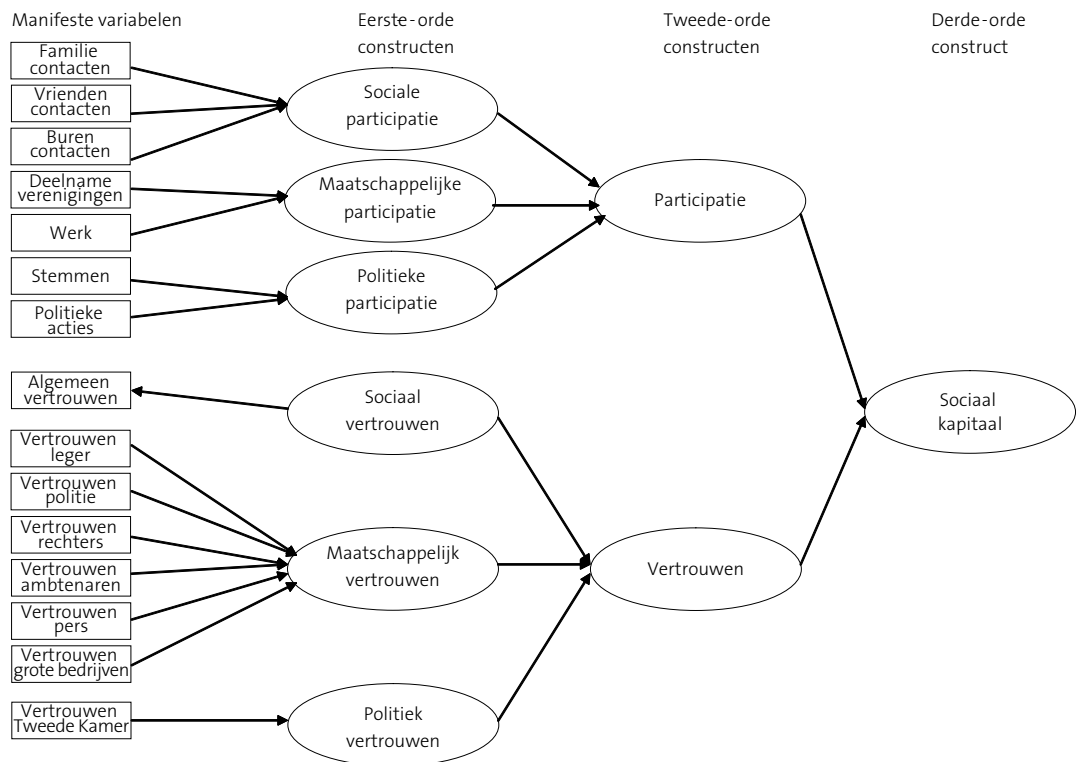 Manifeste variabelen
Eerste-orde
constructen
Tweede-orde
constructen
Derde-orde
construct
Familie
contacten
Vrienden
contacten
Buren
contacten
Deelname
verenigingen
Werk
Stemmen
Politieke
acties
Algemeen
vertrouwen
Vertrouwen
leger
Vertrouwen
politie
Vertrouwen
rechters
Vertrouwen
ambtenaren
Vertrouwen
pers
Vertrouwen
grote bedrijven
Vertrouwen
Tweede Kamer
Sociale
participatie
Maatschappelijke
participatie
Politieke
participatie
Sociaal
vertrouwen
Maatschappelijk
vertrouwen
Politiek
vertrouwen
Participatie
Vertrouwen
Sociaal
kapitaal